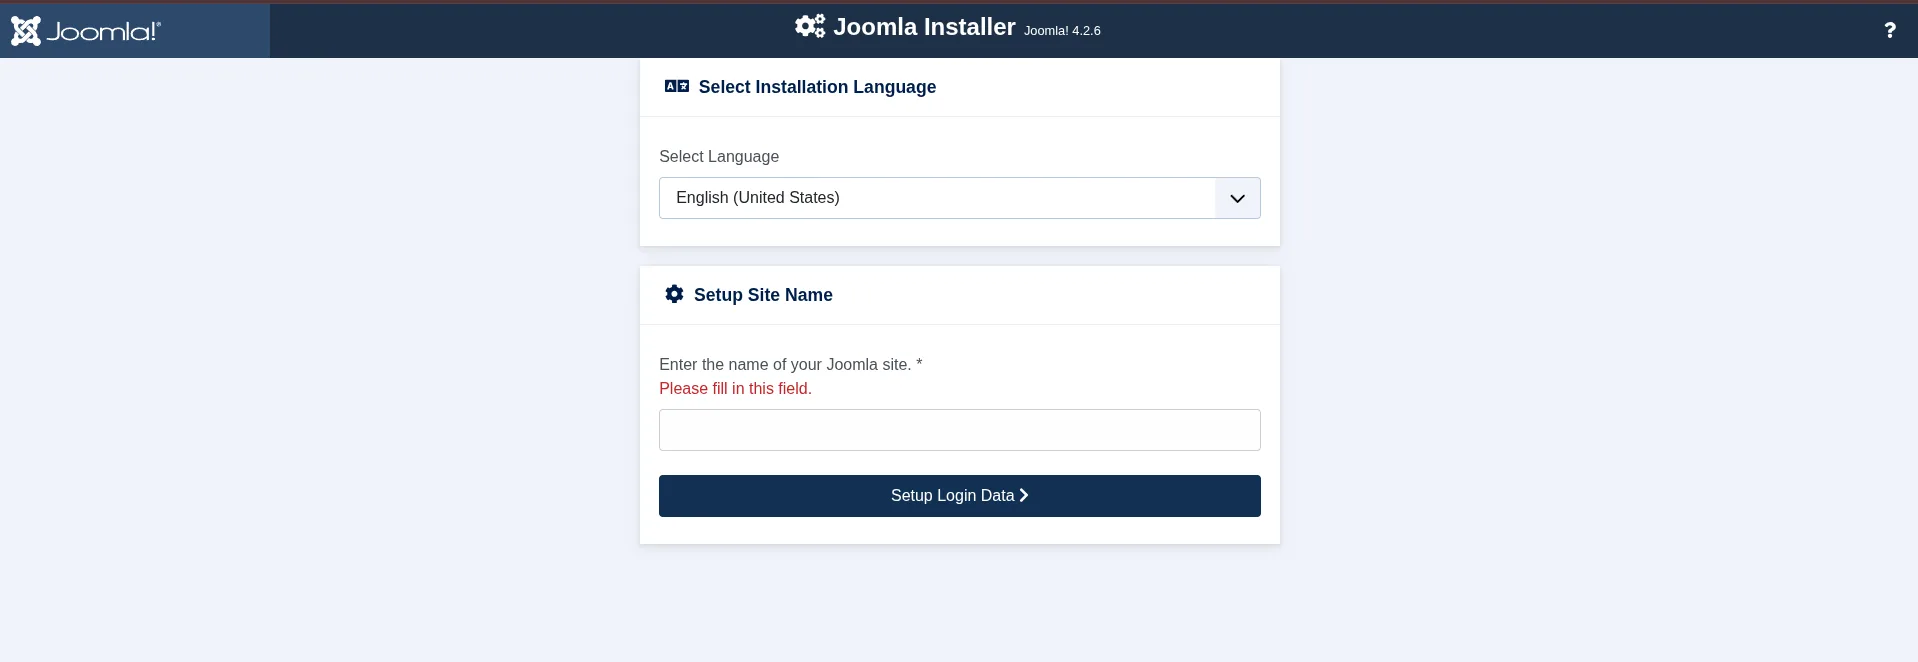 Joomla!®
Joomla Installer Joomla! 4.2.6
?
Select Installation Language
Select Language
English (United States)
Setup Site Name
Enter the name of your Joomla site. *
Please fill in this field.
Setup Login Data